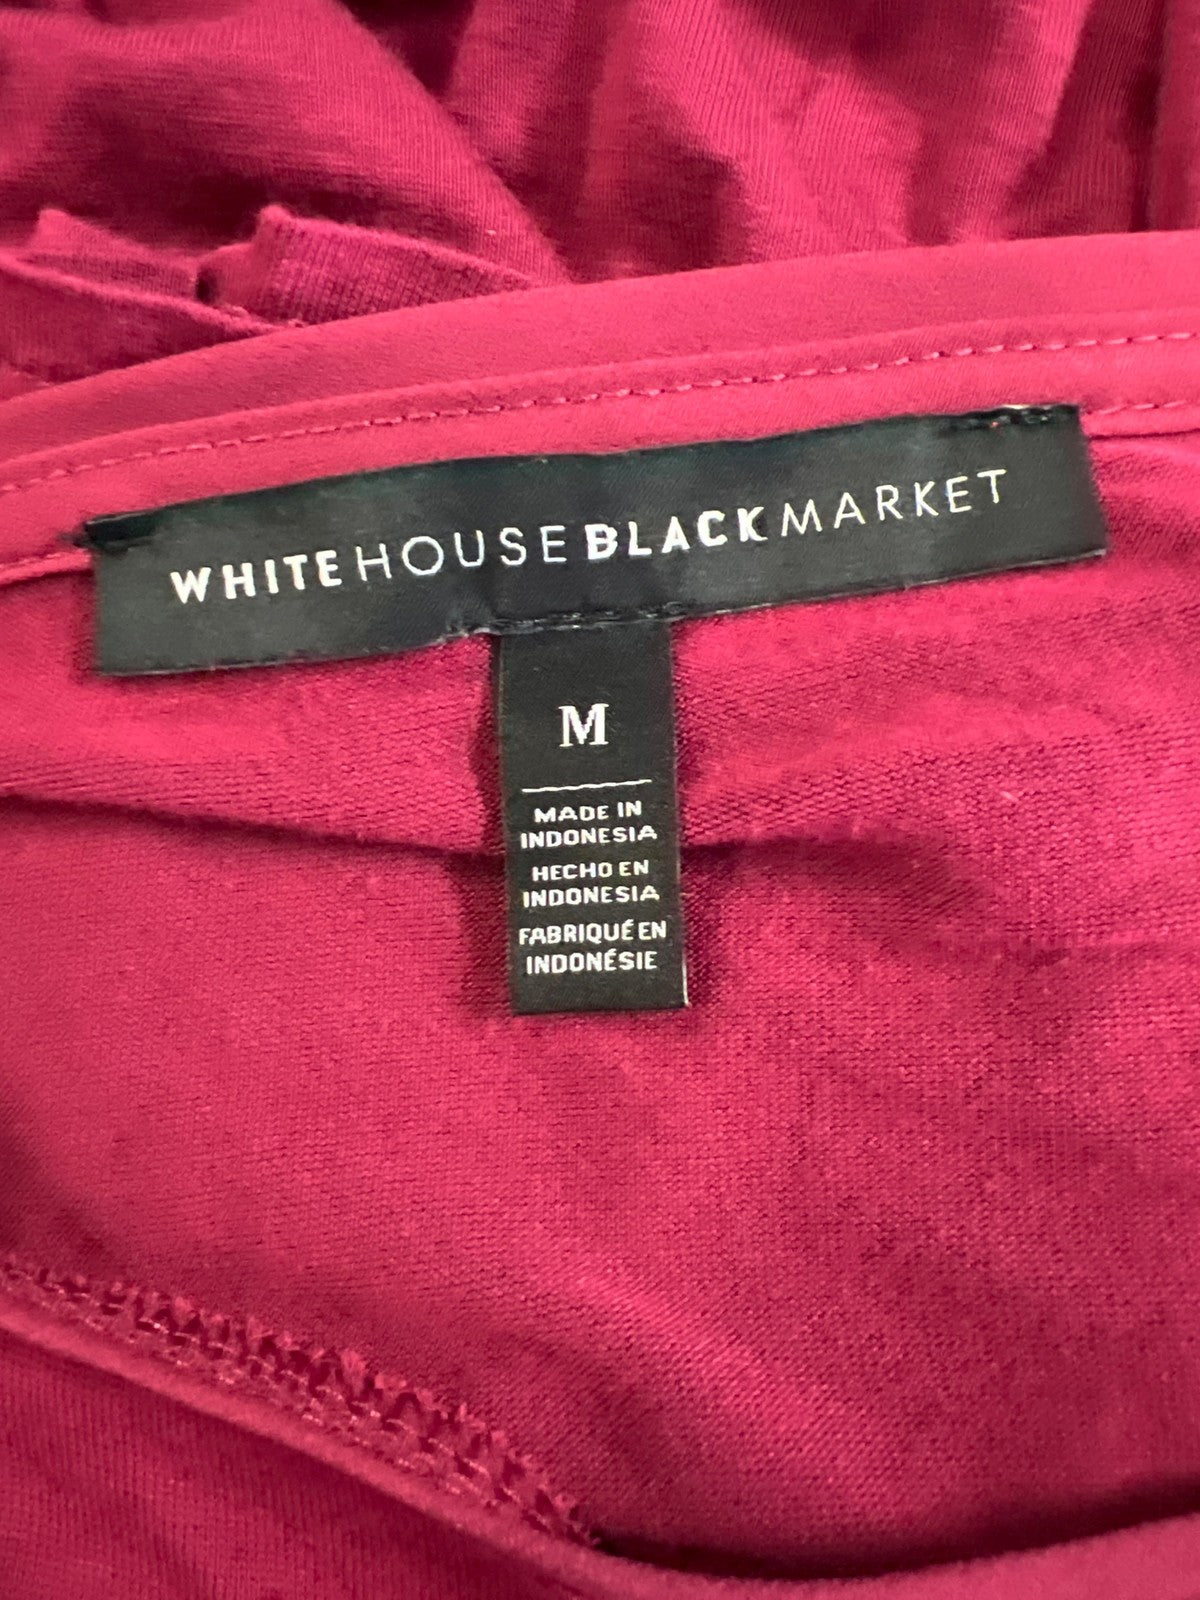 WHITEHOUSEBLACKMARKET
M
MADE IN
INDONESIA
HECHO EN
INDONESIA
FABRIQUÉ EN
INDONÉSIE